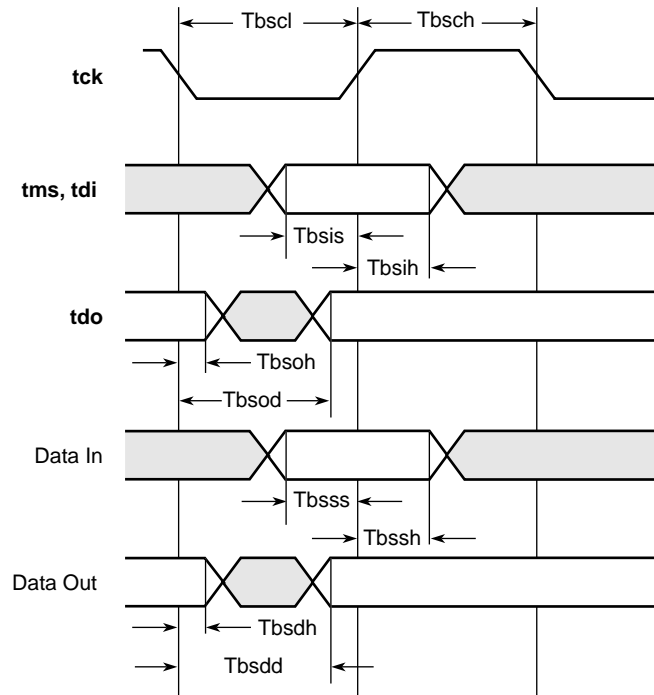 Tbscl Tbsch
tck
tms, tdi
Tbsis
Tbsih
tdo
Tbsoh
Tbsod
Data In
Tbsss
Tbssh
Data Out
Tbsdh
Tbsdd